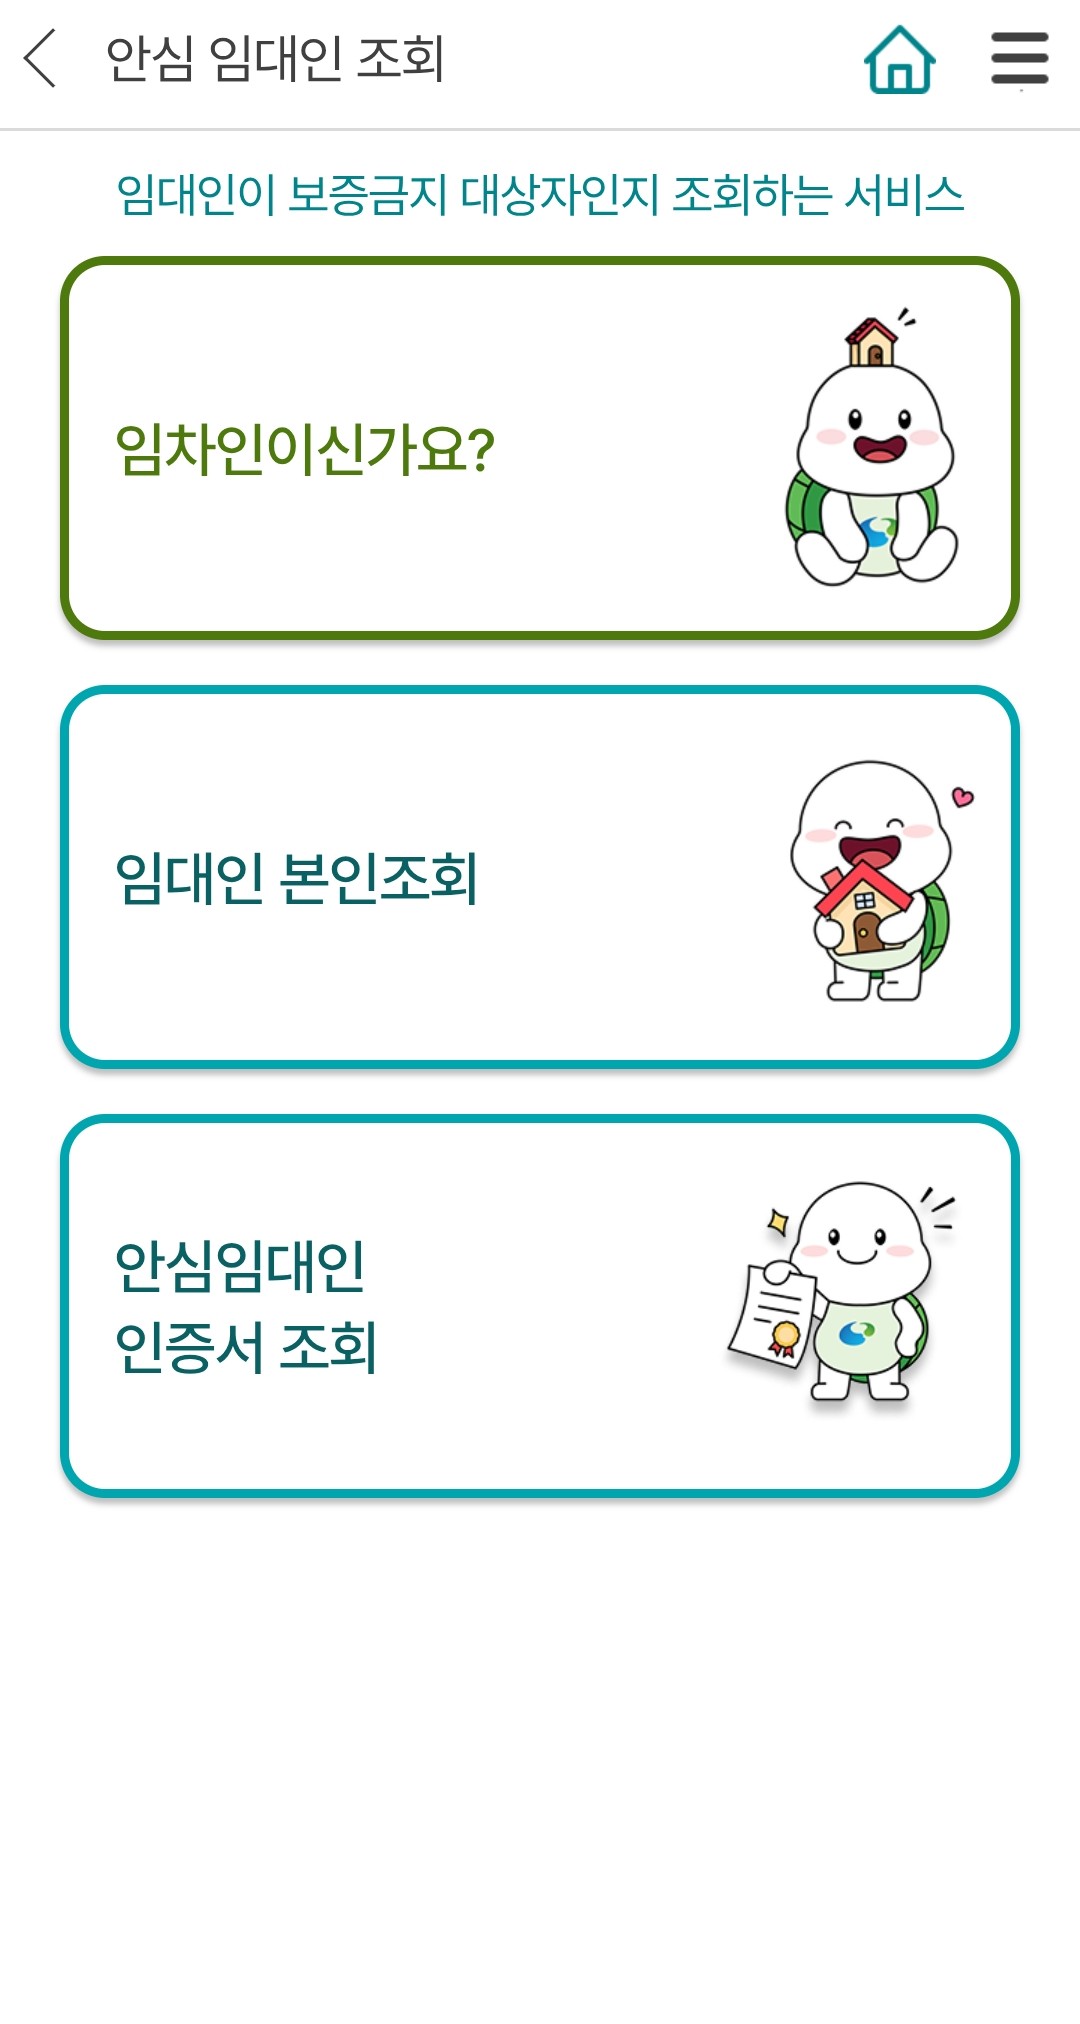 안심 임대인 조회
임대인이 보증금지 대상자인지 조회하는 서비스
임차인이신가요?
임대인 본인조회
안심임대인
인증서 조회